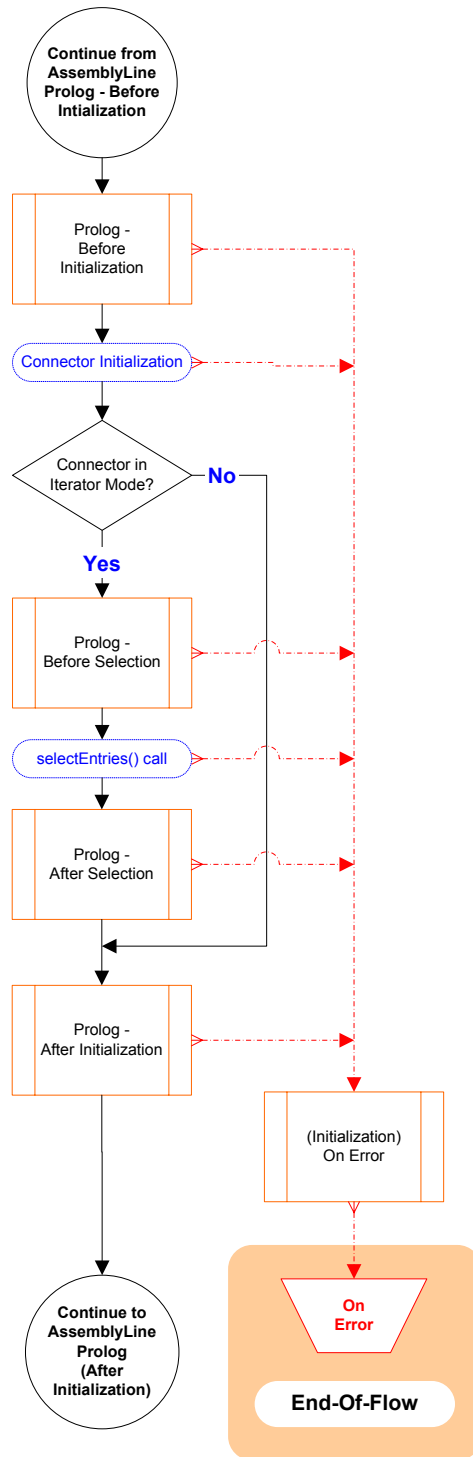 Continue from
AssemblyLine
Prolog - Before
Intialization
Prolog -
Before
Initialization
Connector Initialization
Connector in
Iterator Mode?
No
Yes
Prolog -
Before Selection
selectEntries() call
Prolog -
After Selection
Prolog -
After Initialization
(Initialization)
On Error
Continue to
AssemblyLine
Prolog
(After
Initialization)
On
Error
End-Of-Flow